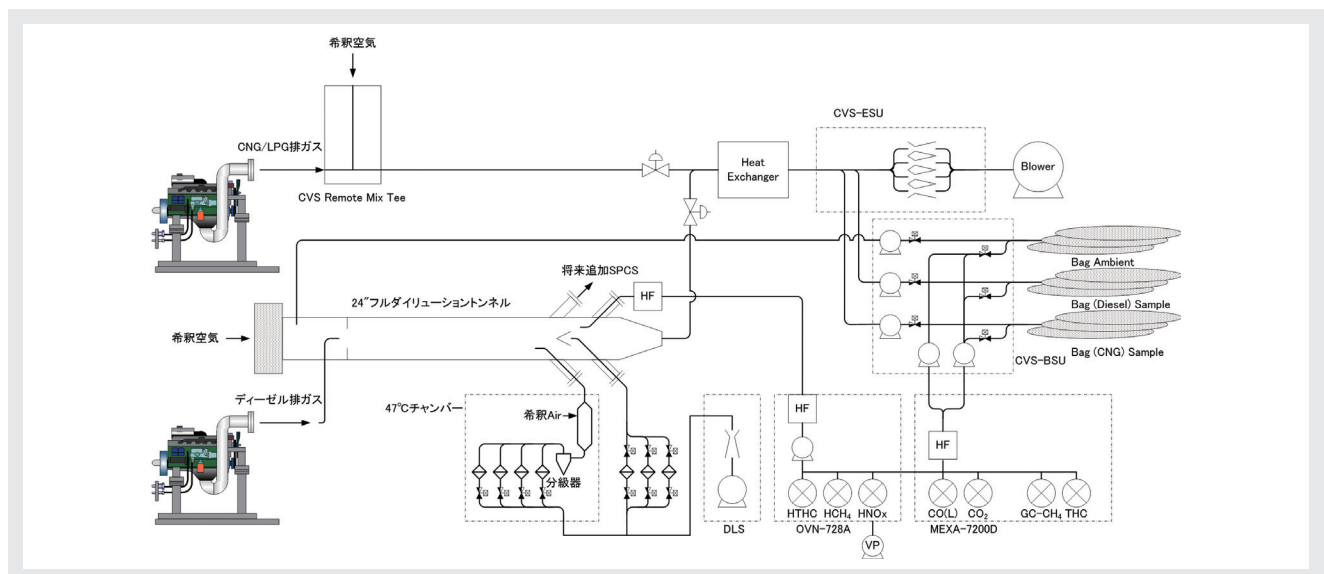 希釈空気
CVS-ESU
CNG/LPG排ガス
Heat
Exchanger
Blower
CVS Remote Mix Tee
Bag Ambient
将来追加SPCS
24"フルダイリューショントンネル
HF
Bag (Diesel) Sample
希釈空気
Bag (CNG) Sample
CVS-BSU
ディーゼル排ガス
47℃チャンバー
希釈Air
HF
HF
分級器
HTHC
HCH₄
HNOx
CO(L)
CO₂
GC-CH₄
THC
DLS
OVN-728A
MEXA-7200D
VP